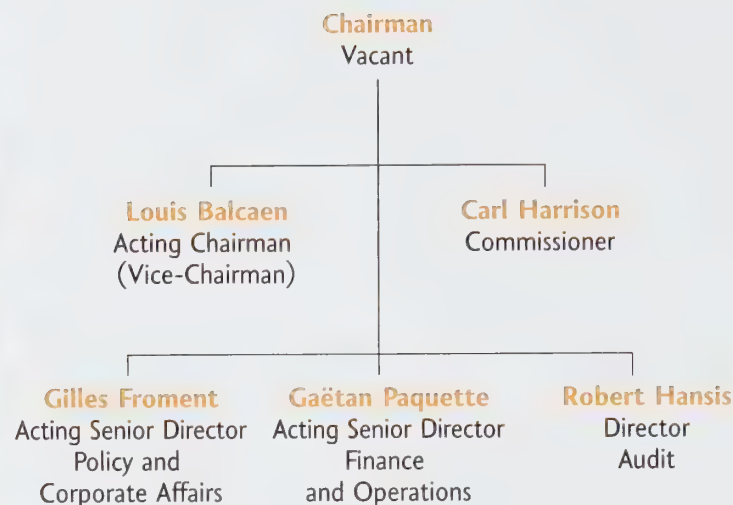 Chairman
Vacant
Louis Balcaen
Acting Chairman
(Vice-Chairman)
Carl Harrison
Commissioner
Gilles Froment
Acting Senior Director
Policy and
Corporate Affairs
Gaëtan Paquette
Acting Senior Director
Finance
and Operations
Robert Hansis
Director
Audit